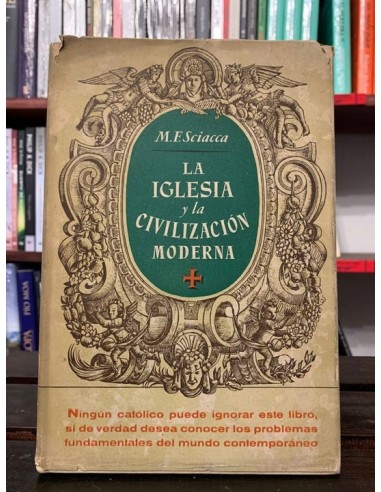 M. F. Sciacca
LA
IGLESIA
y la
CIVILIZACIÓN
MODERNA
Ningún católico puede ignorar este libro,
si de verdad desea conocer los problemas
fundamentales del mundo contemporáneo